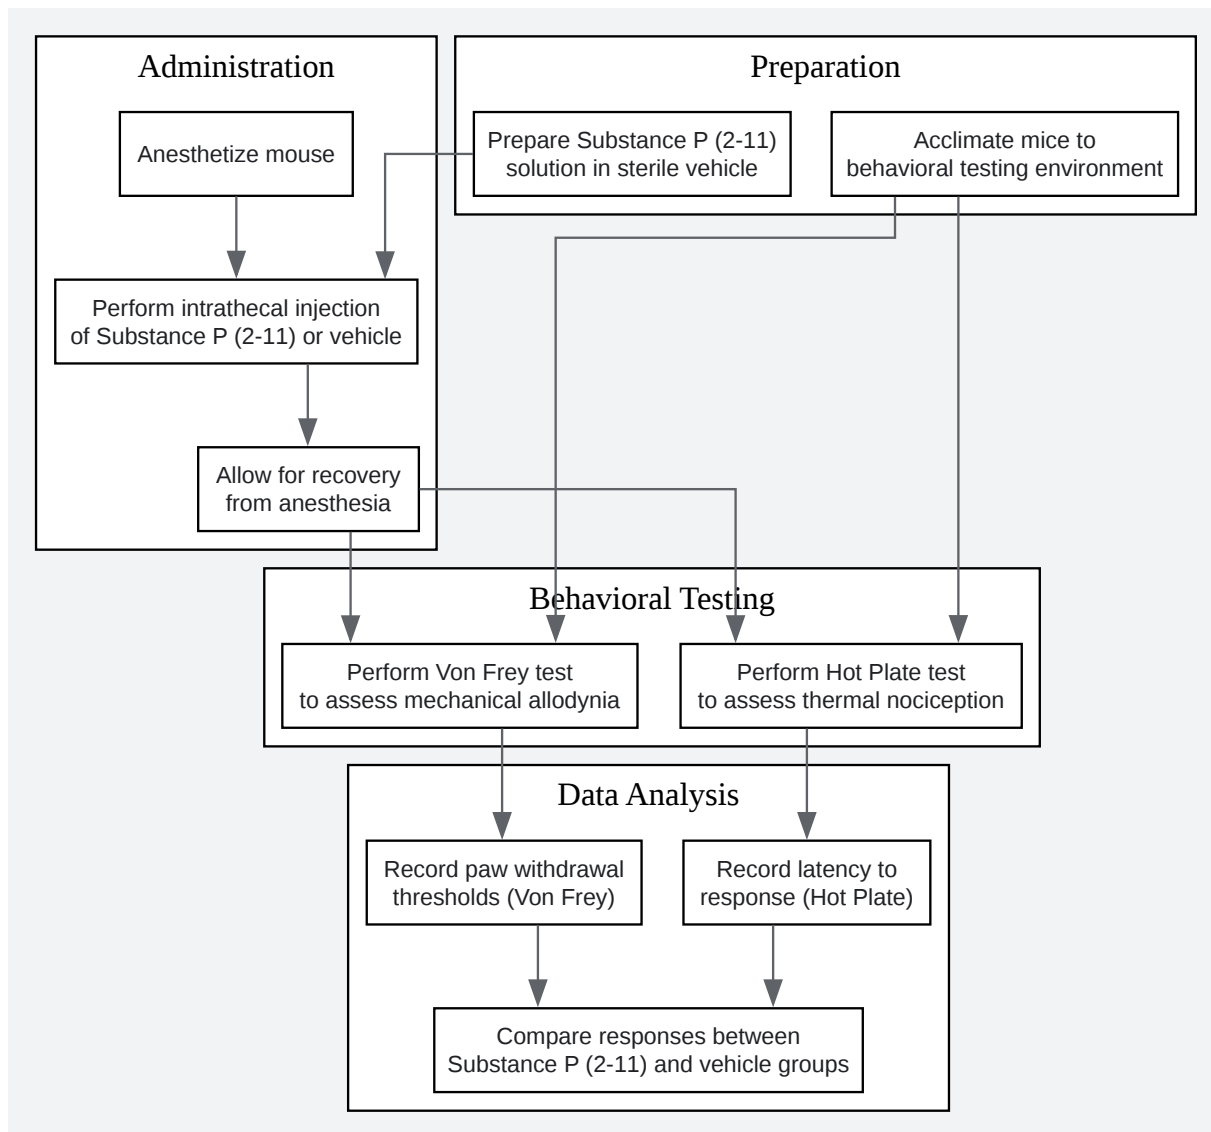 Administration
Anesthetize mouse
Perform intrathecal injection
of Substance P (2-11) or vehicle
Allow for recovery
from anesthesia
Preparation
Prepare Substance P (2-11)
solution in sterile vehicle
Acclimate mice to
behavioral testing environment
Behavioral Testing
Perform Von Frey test
to assess mechanical allodynia
Perform Hot Plate test
to assess thermal nociception
Data Analysis
Record paw withdrawal
thresholds (Von Frey)
Record latency to
response (Hot Plate)
Compare responses between
Substance P (2-11) and vehicle groups